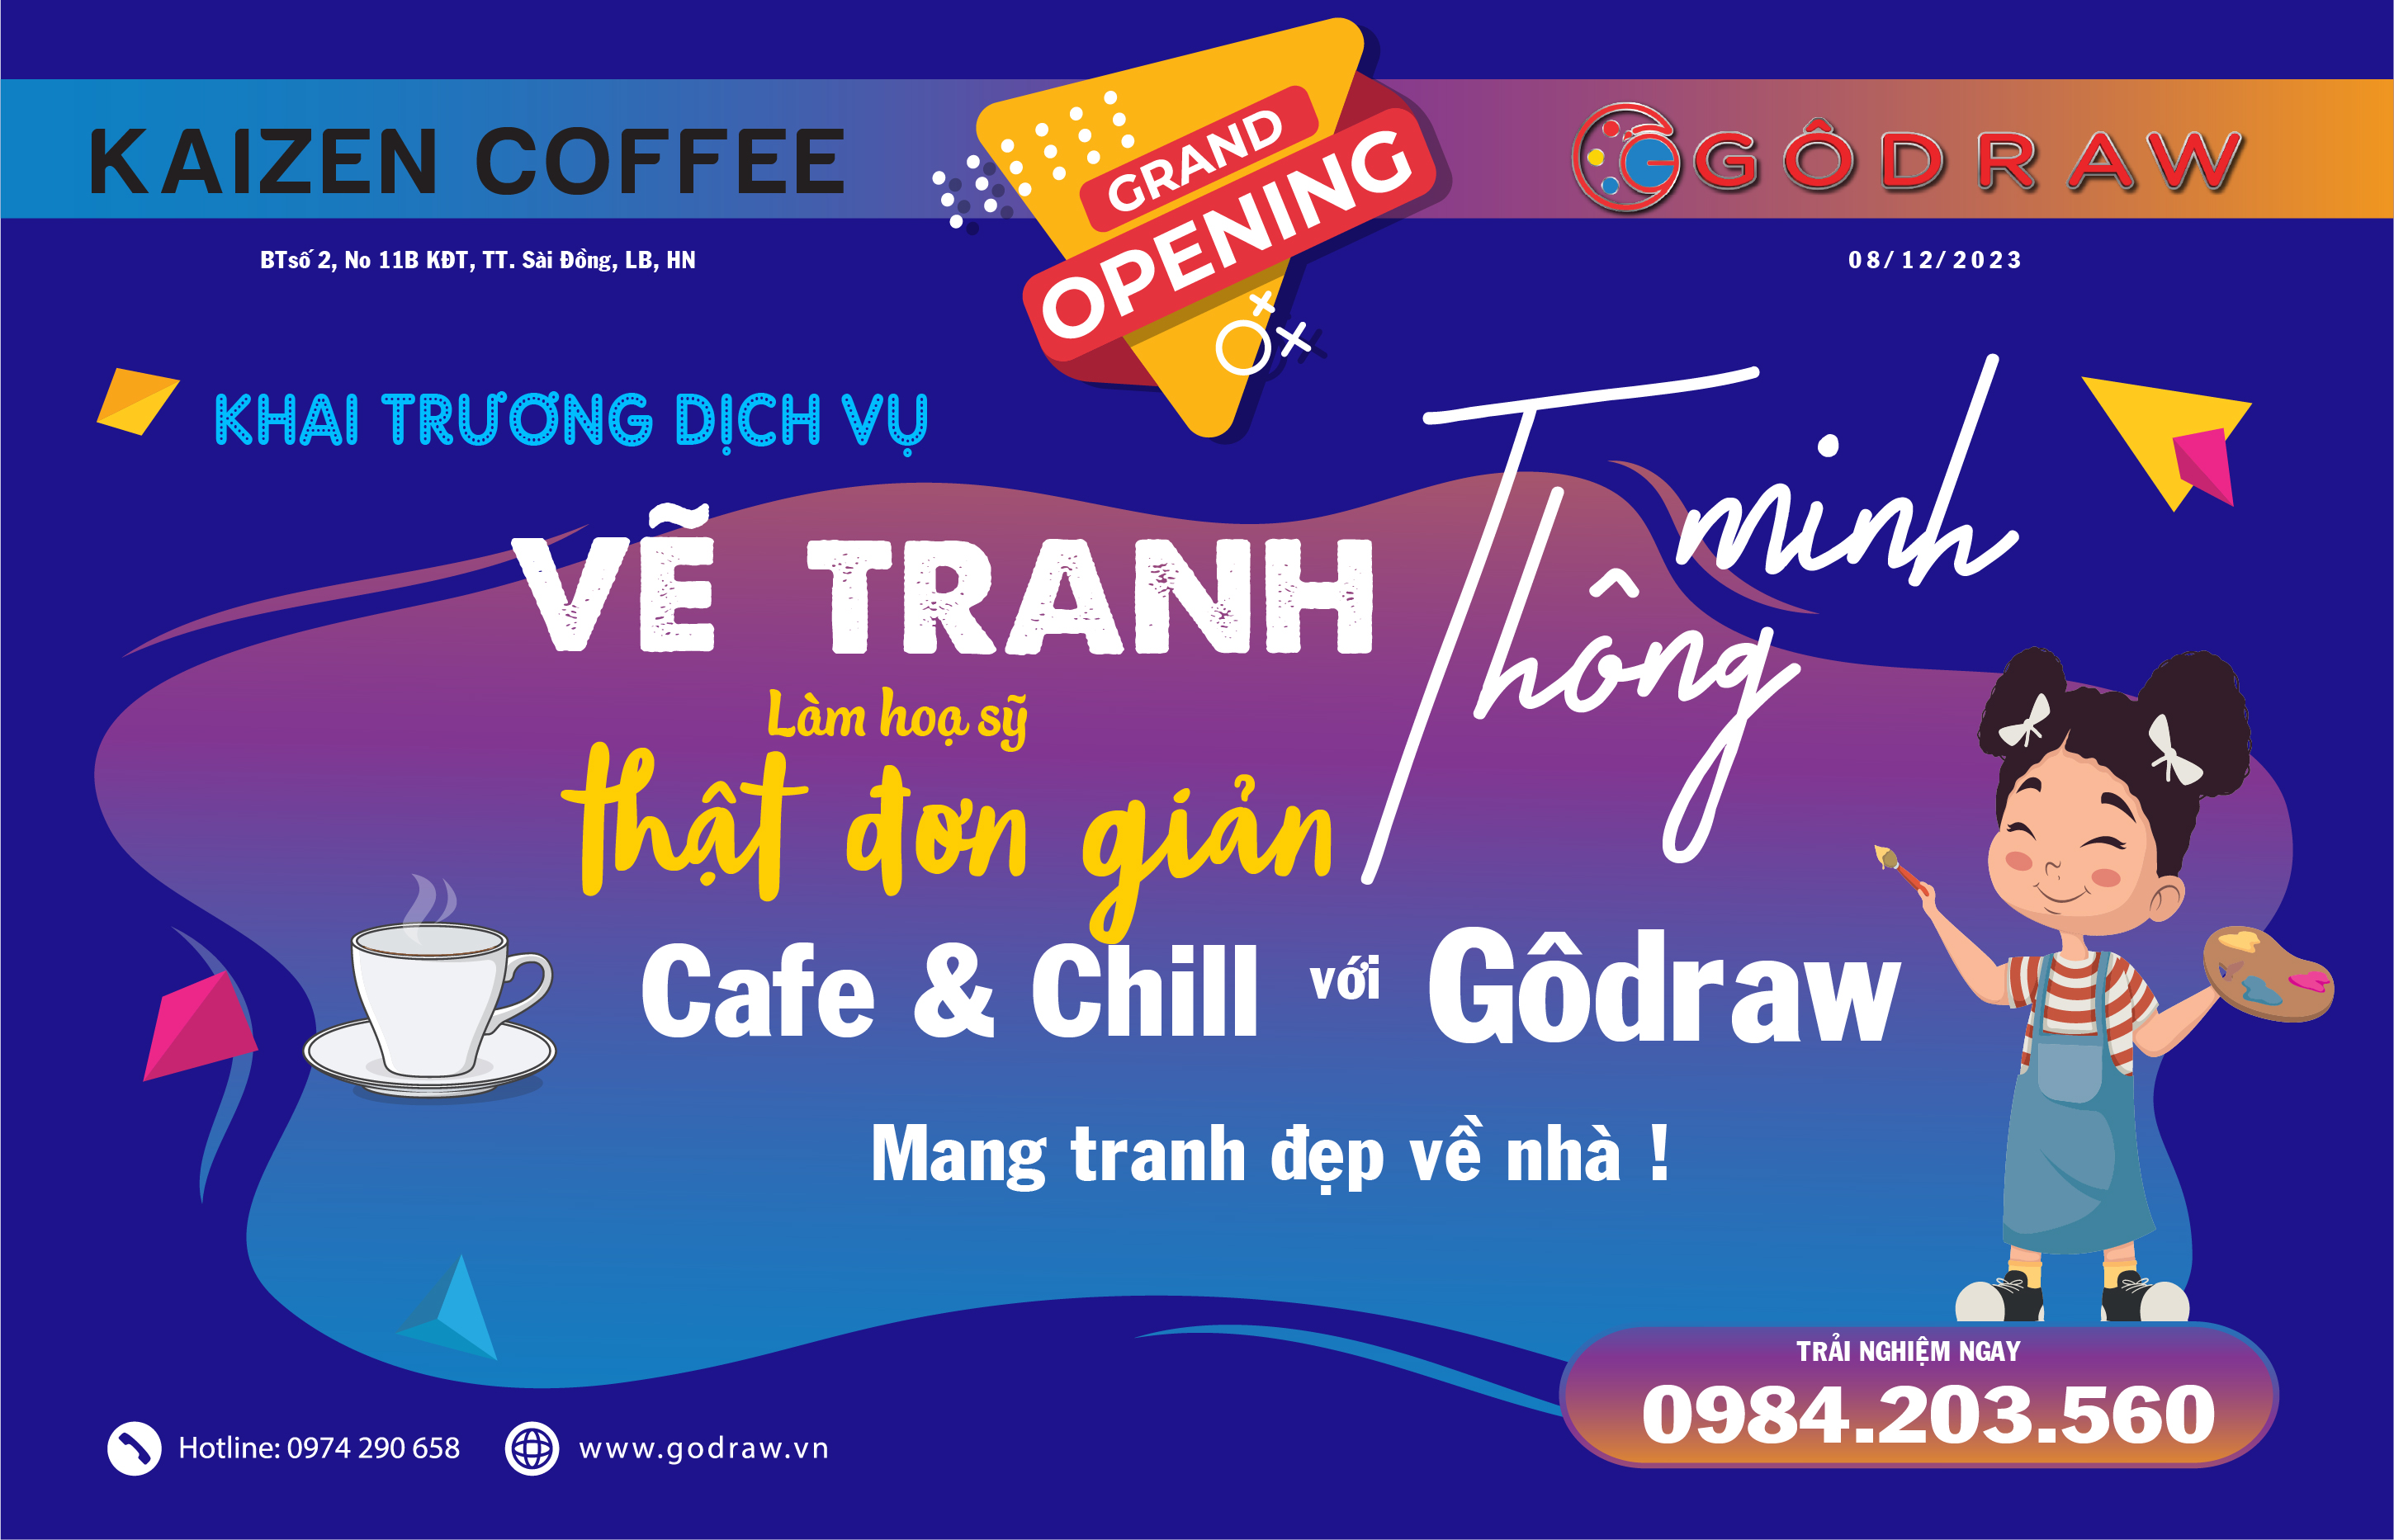 KAIZEN COFFEE
GRAND
OPENING
GÔDRAW
BTsố 2, No 11B KĐT, TT. Sài Đồng, LB, HN
08/12/2023
KHAI TRƯƠNG DỊCH VỤ
VẼ TRANH
Thông
minh
Làm hoạ sỹ
thật đơn giản
Cafe & Chill với Gôdraw
Mang tranh đẹp về nhà !
TRẢI NGHIỆM NGAY
0984.203.560
Hotline: 0974 290 658
www.godraw.vn